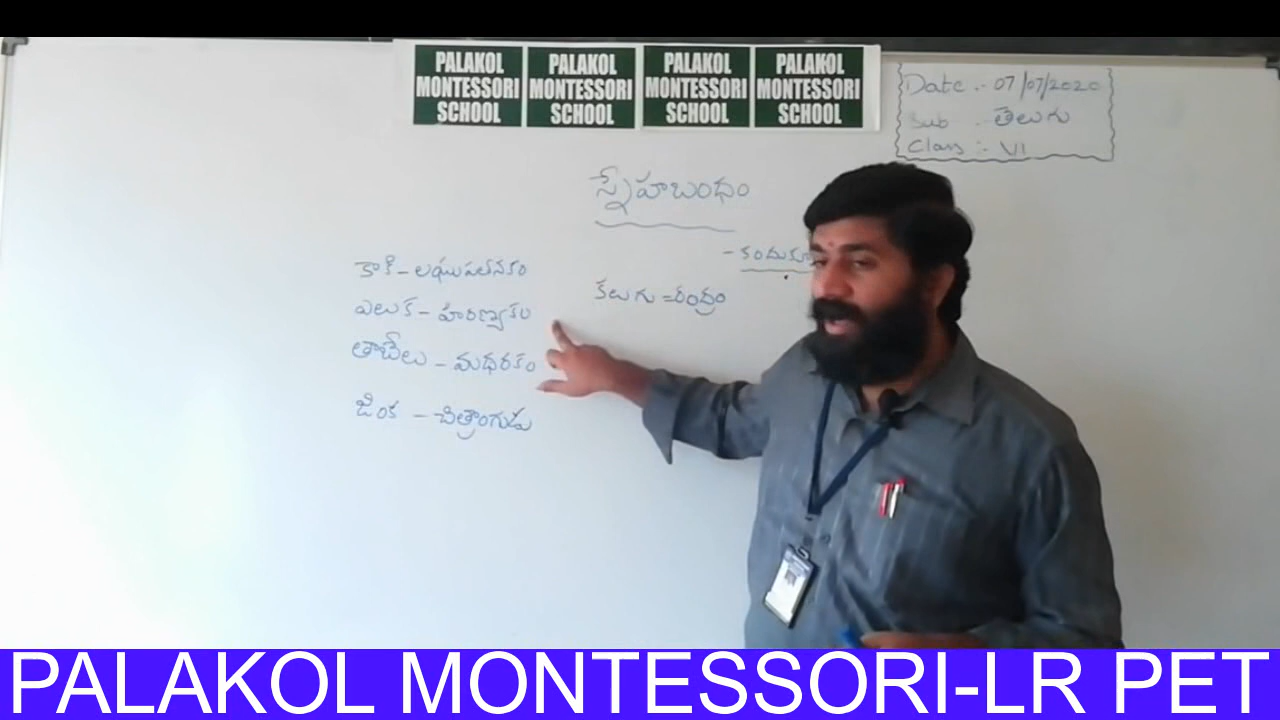 PALAKOL MONTESSORI SCHOOL
PALAKOL MONTESSORI SCHOOL
PALAKOL MONTESSORI SCHOOL
PALAKOL MONTESSORI SCHOOL
Date :- 07/07/2020
Sub :- తెలుగు
Class :- VI
స్నేహబంధం
- కందుకూ
కాకి - లఘుపతనకం
కలుగు = రంధ్రం
ఎలుక - హిరణ్యకం
తాబేలు - మంథరకం
జింక - చిత్రాంగుడు
PALAKOL MONTESSORI-LR PET